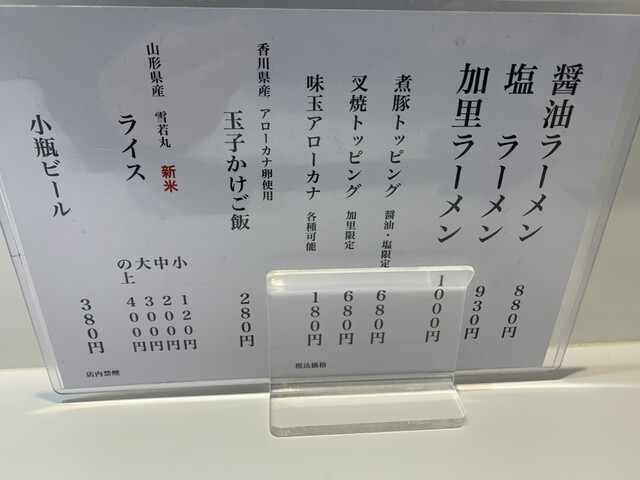 醤油ラーメン 880円
塩ラーメン 930円
加里ラーメン 1000円
煮豚トッピング 醤油・塩限定 680円
叉焼トッピング 加里限定 680円
味玉アローカナ 各種可能 180円
香川県産 アローカナ卵使用
玉子かけご飯 280円
山形県産 雪若丸 新米
ライス 小 120円
中 200円
大 300円
の上 400円
小瓶ビール 380円
税込価格
店内禁煙